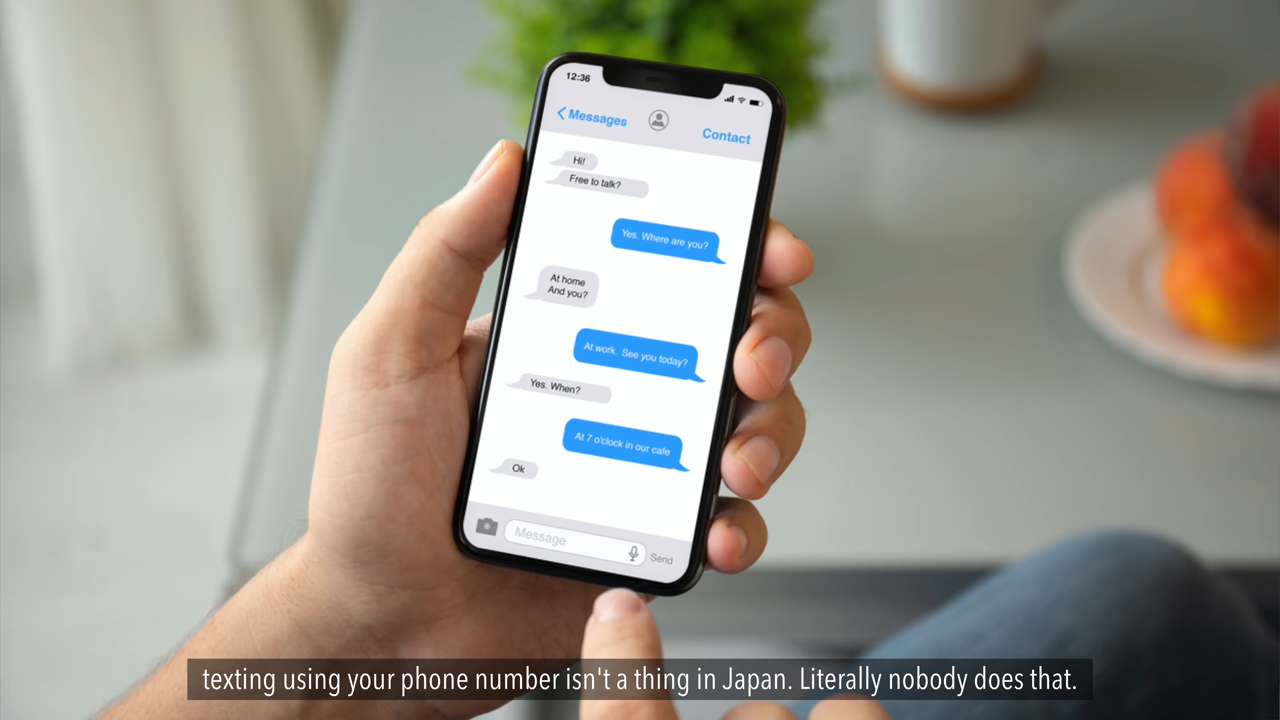 12:36
Messages
Contact
Hi!
Free to talk?
Yes. Where are you?
At home
And you?
At work. See you today?
Yes. When?
At 7 o'clock in our cafe
Ok
Message
Send
texting using your phone number isn't a thing in Japan. Literally nobody does that.